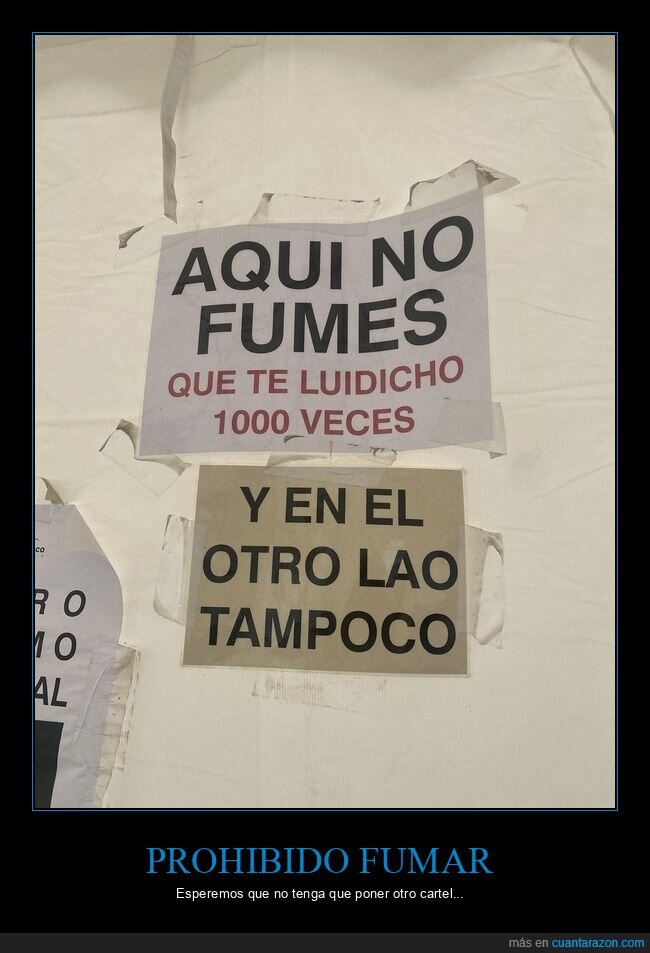 AQUI NO
FUMES
QUE TE LUIDICHO
1000 VECES
Y EN EL
OTRO LAO
TAMPOCO
R O
M O
AL
PROHIBIDO FUMAR
Esperemos que no tenga que poner otro cartel...
más en cuantarazon.com